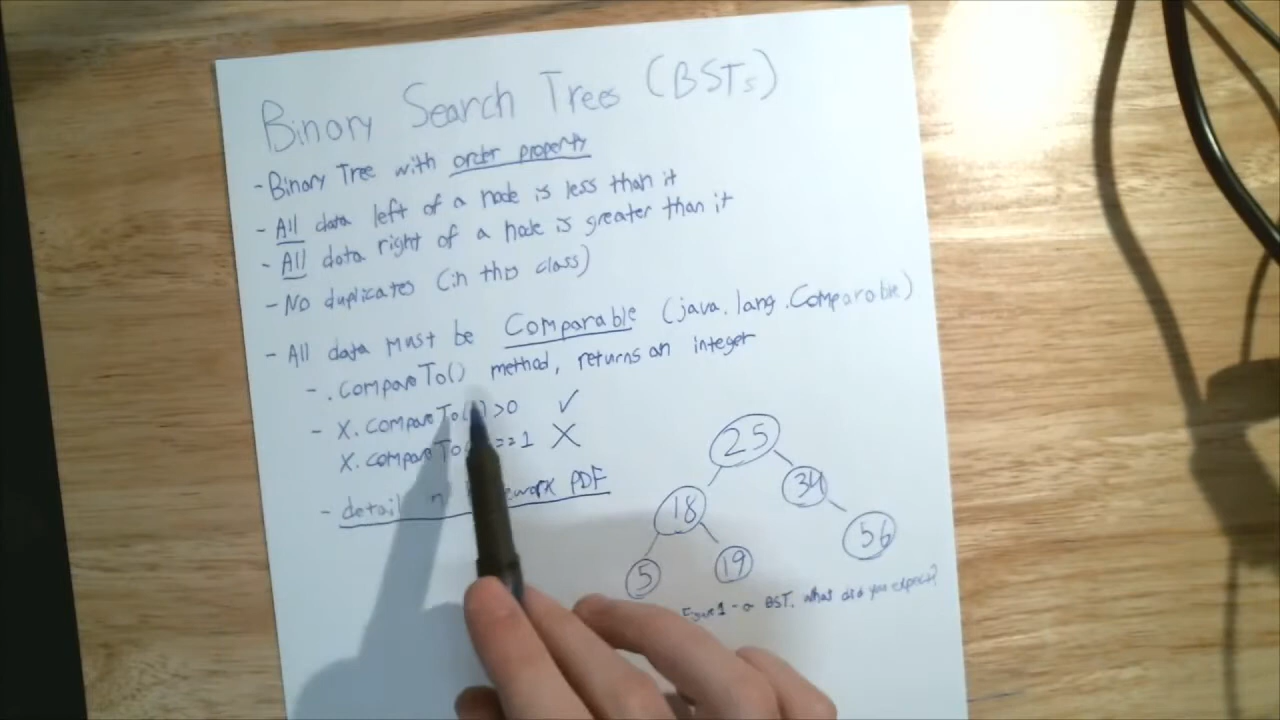 Binary Search Trees (BSTs)
- Binary Tree with order property
- All data left of a node is less than it
- All data right of a node is greater than it
- No duplicates (in this class)
- All data must be Comparable (java.lang.Comparable)
- .compareTo() method, returns an integer
- X.compareTo( ) >0 ✓
X.compareTo ==1 X
- detail PDF
25
18 34
5 19 56
Figure 1 - a BST. What did you expect?